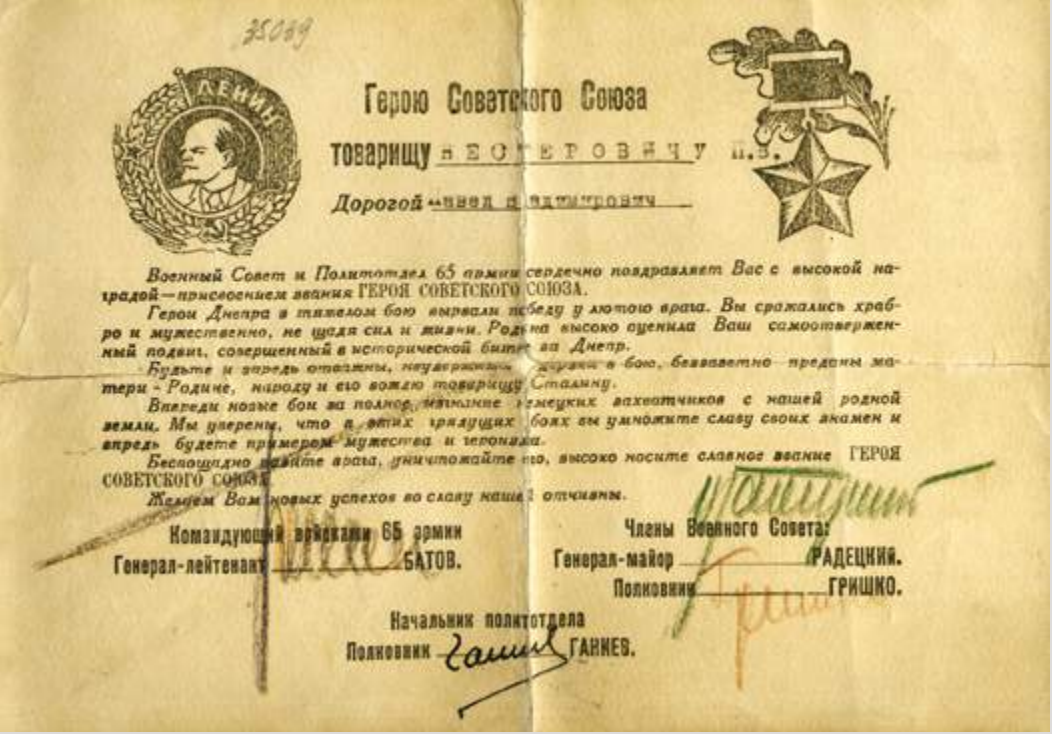 35039
ЛЕНИН
Герою Советского Союза
товарищу НЕСТЕРОВИЧУ П.В.
Дорогой Павел Владимирович
Военный Совет и Политотдел 65 армии сердечно поздравляет Вас с высокой на-
градой—присвоением звания ГЕРОЯ СОВЕТСКОГО СОЮЗА.
Герои Днепра в тяжелом бою вырвали победу у лютого врага. Вы сражались храб-
ро и мужественно, не щадя сил и жизни. Родина высоко оценила Ваш самоотвержен-
ный подвиг, совершенный в исторической битве за Днепр.
Будьте и впредь отважны, в бою, беззаветно преданы ма-
тери - Родине, народу и его вождю товарищу Сталину.
Впереди новые бои за полное изгнание немецких захватчиков с нашей родной
земли. Мы уверены, что в этих грядущих боях вы умножите славу своих знамен и
впредь будете примером мужества и героизма.
Беспощадно давите врага, уничтожайте его, высоко носите славное звание ГЕРОЯ
СОВЕТСКОГО СОЮЗА.
Желаем Вам новых успехов во славу нашей отчизны.
Командующий войсками 65 армии
Генерал-лейтенант БАТОВ.
Члены Военного Совета:
Генерал-майор РАДЕЦКИЙ.
Полковник ГРИШКО.
Начальник политотдела
Полковник ГАНИЕВ.